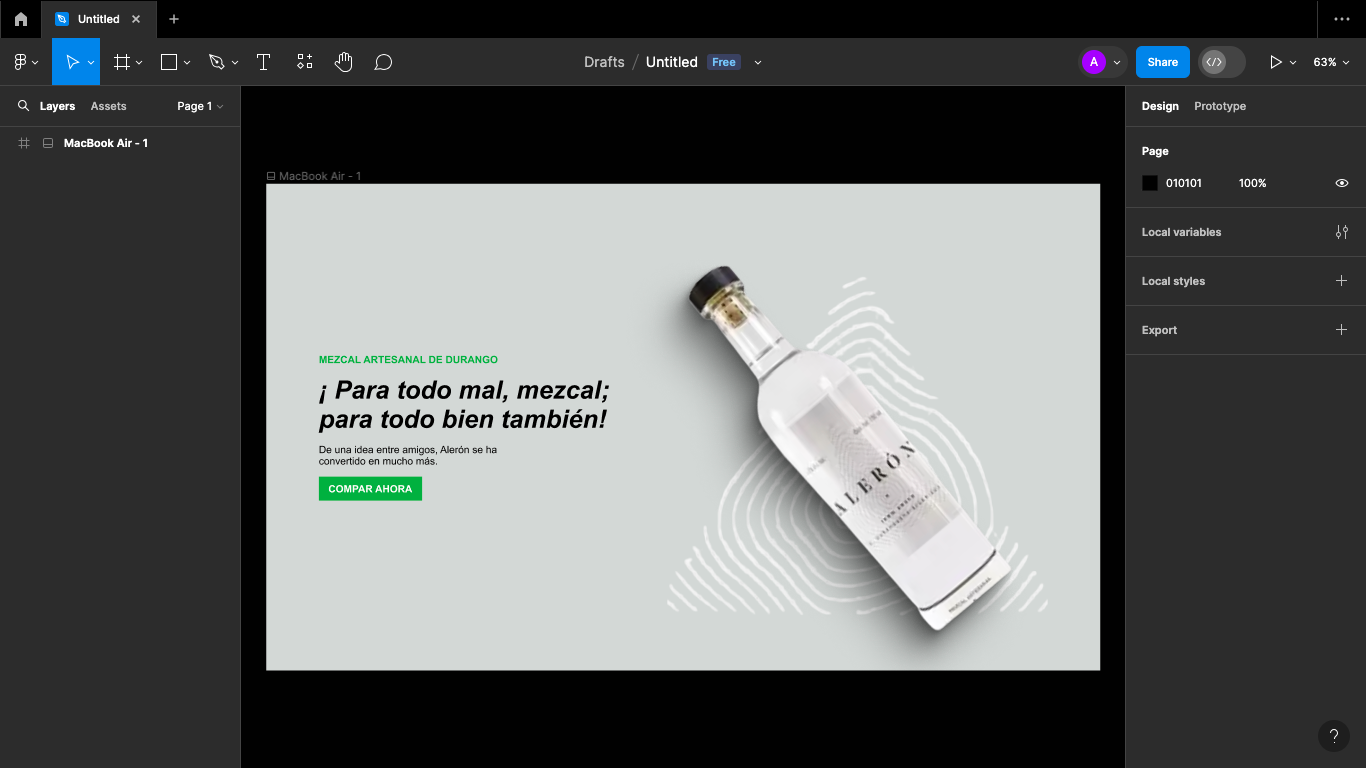 Untitled
Drafts / Untitled Free
A
Share
63%
Layers Assets Page 1
MacBook Air - 1
MacBook Air - 1
MEZCAL ARTESANAL DE DURANGO
¡ Para todo mal, mezcal;
para todo bien también!
De una idea entre amigos, Alerón se ha
convertido en mucho más.
COMPAR AHORA
ALERÓN
MEZCAL ARTESANAL
Design Prototype
Page
010101 100%
Local variables
Local styles
Export
?